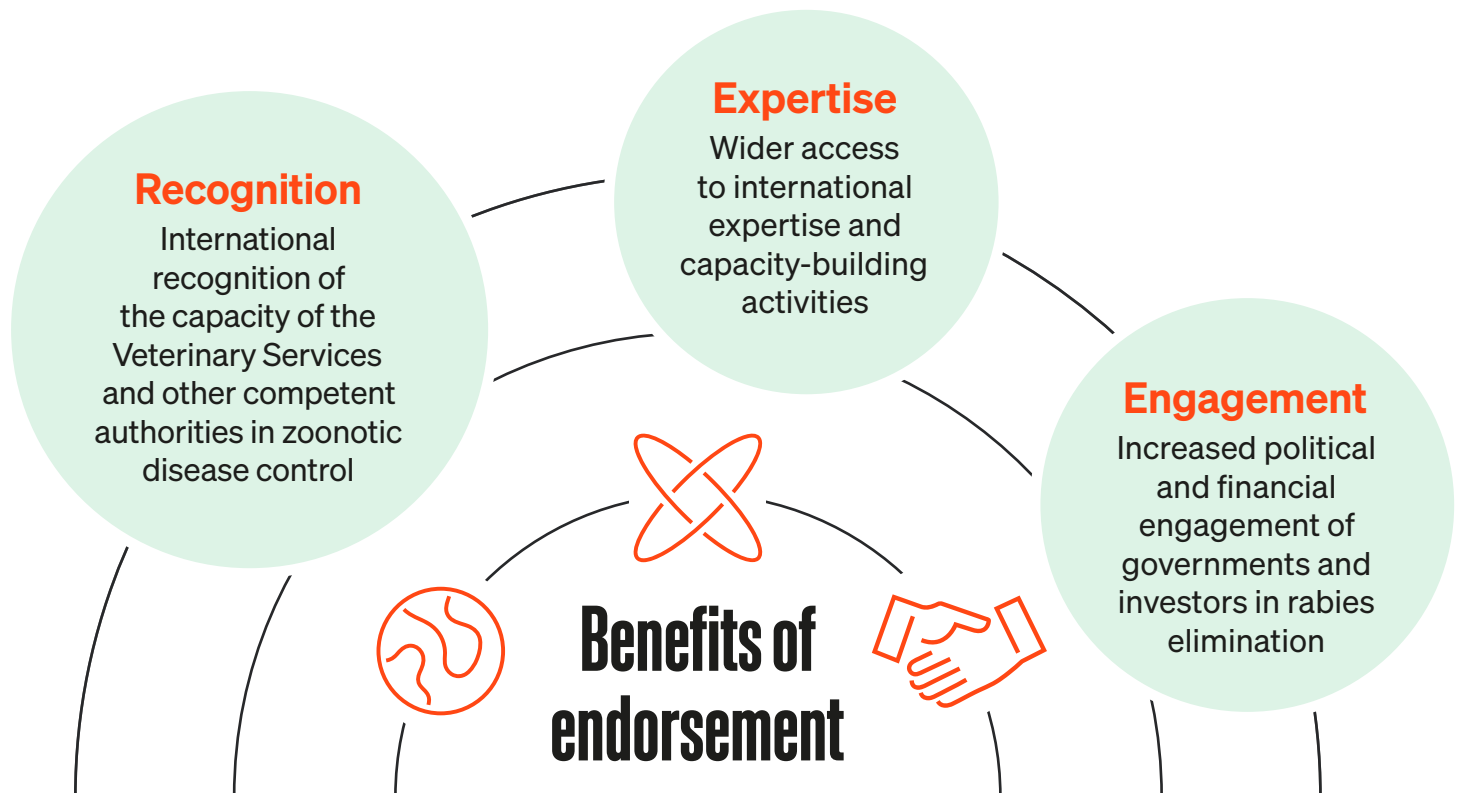 Recognition
International
recognition of
the capacity of the
Veterinary Services
and other competent
authorities in zoonotic
disease control
Expertise
Wider access
to international
expertise and
capacity-building
activities
Engagement
Increased political
and financial
engagement of
governments and
investors in rabies
elimination
Benefits of
endorsement